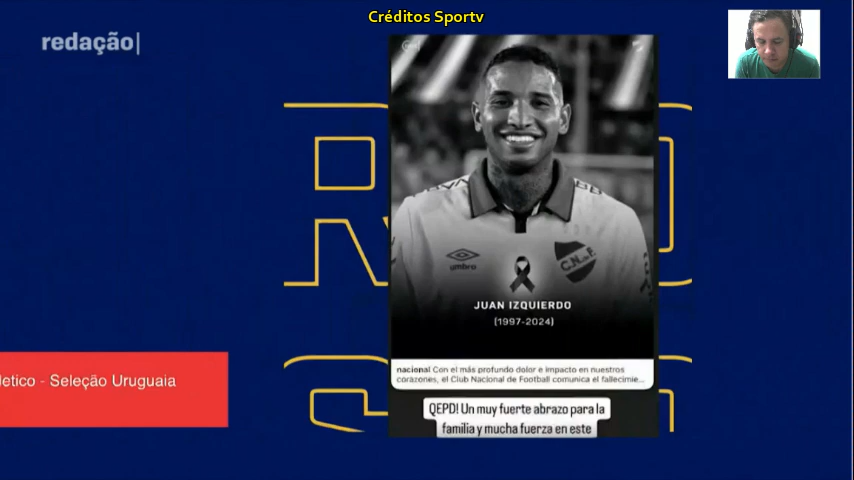 Créditos Sportv
redação|
umbro
C.N. de F.
JUAN IZQUIERDO
(1997-2024)
nacional Con el más profundo dolor e impacto en nuestros
corazones, el Club Nacional de Football comunica el fallecimie...
letico - Seleção Uruguaia
QEPD! Un muy fuerte abrazo para la
familia y mucha fuerza en este